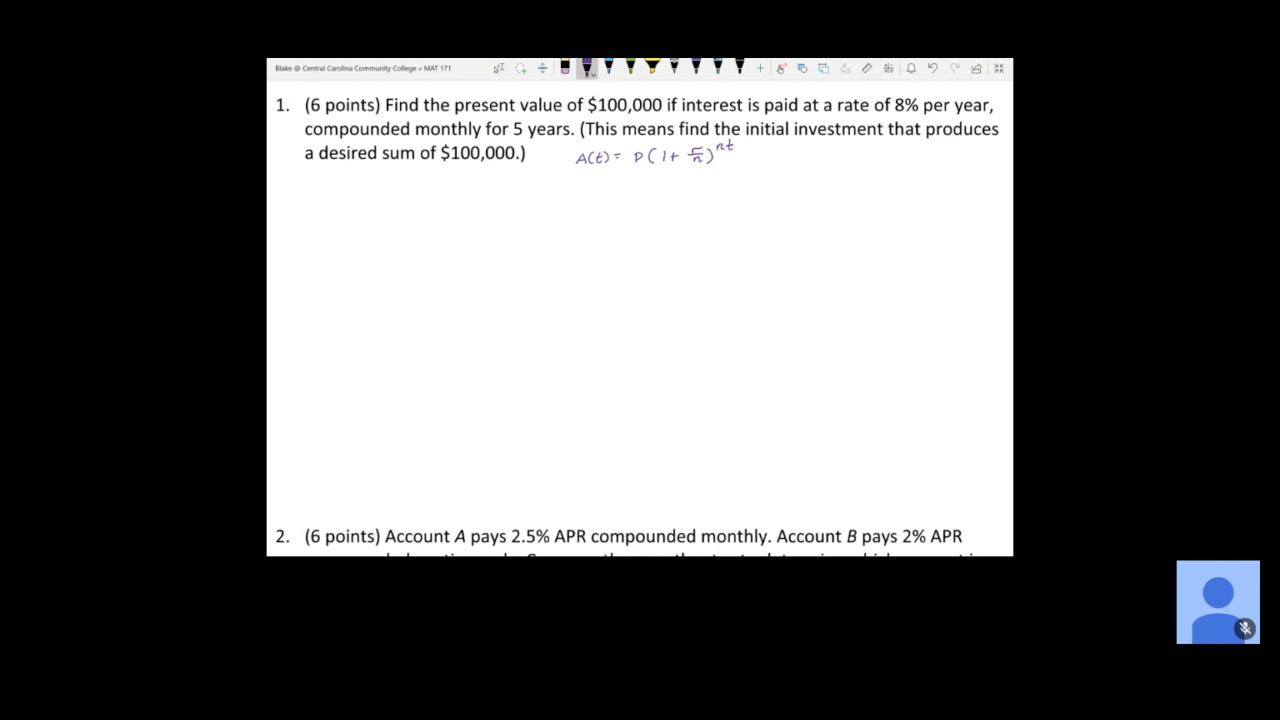 Blake @ Central Carolina Community College » MAT 171
1. (6 points) Find the present value of $100,000 if interest is paid at a rate of 8% per year,
compounded monthly for 5 years. (This means find the initial investment that produces
a desired sum of $100,000.)
A(t) = P(1 + r/n)^nt
2. (6 points) Account A pays 2.5% APR compounded monthly. Account B pays 2% APR